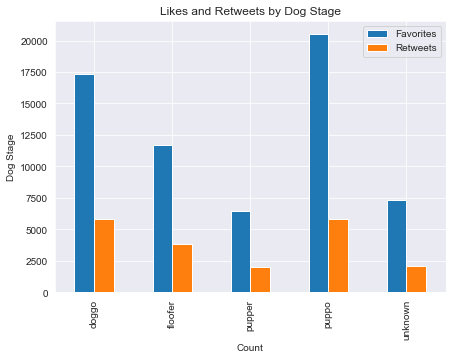 Likes and Retweets by Dog Stage
Favorites
Retweets
20000
17500
15000
12500
10000
7500
5000
2500
0
Dog Stage
doggo
floofer
pupper
puppo
unknown
Count